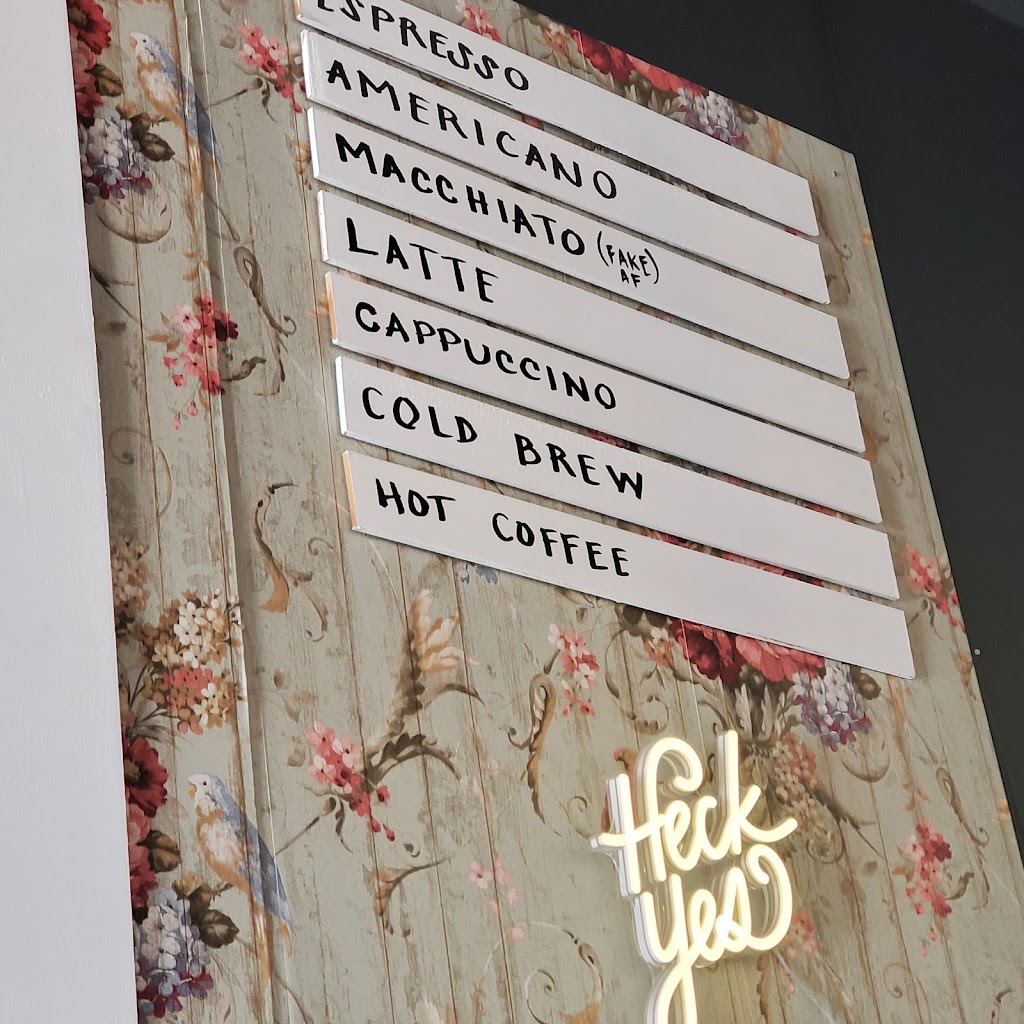 ESPRESSO
AMERICANO
MACCHIATO (FAKE AF)
LATTE
CAPPUCCINO
COLD BREW
HOT COFFEE
Heck
yes